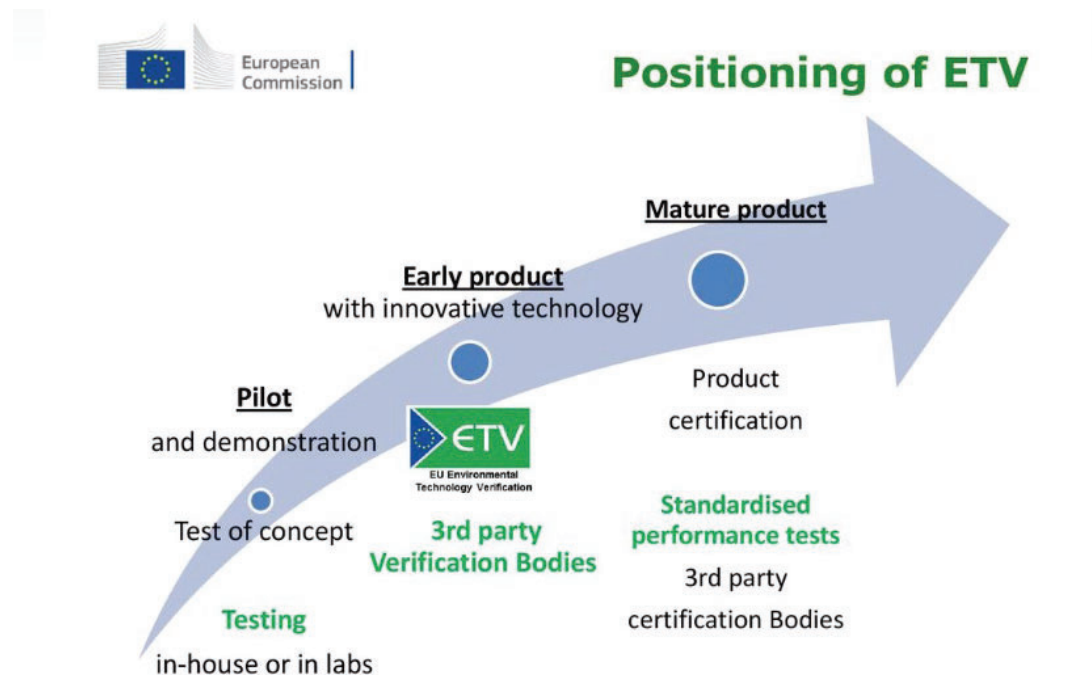 European
Commission
Positioning of ETV
Mature product
Early product
with innovative technology
Pilot
and demonstration
Test of concept
Testing
in-house or in labs
ETV
EU Environmental
Technology Verification
3rd party
Verification Bodies
Product
certification
Standardised
performance tests
3rd party
certification Bodies